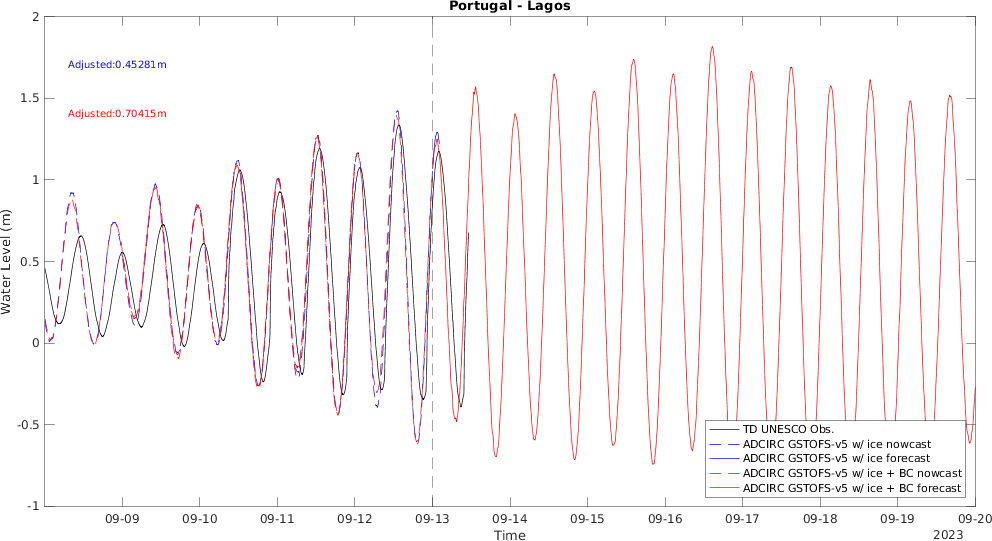 Portugal - Lagos
Adjusted:0.45281m
Adjusted:0.70415m
Water Level (m)
2
1.5
1
0.5
0
-0.5
-1
TD UNESCO Obs.
ADCIRC GSTOFS-v5 w/ ice nowcast
ADCIRC GSTOFS-v5 w/ ice forecast
ADCIRC GSTOFS-v5 w/ ice + BC nowcast
ADCIRC GSTOFS-v5 w/ ice + BC forecast
09-09 09-10 09-11 09-12 09-13 09-14 09-15 09-16 09-17 09-18 09-19 09-20
Time
2023